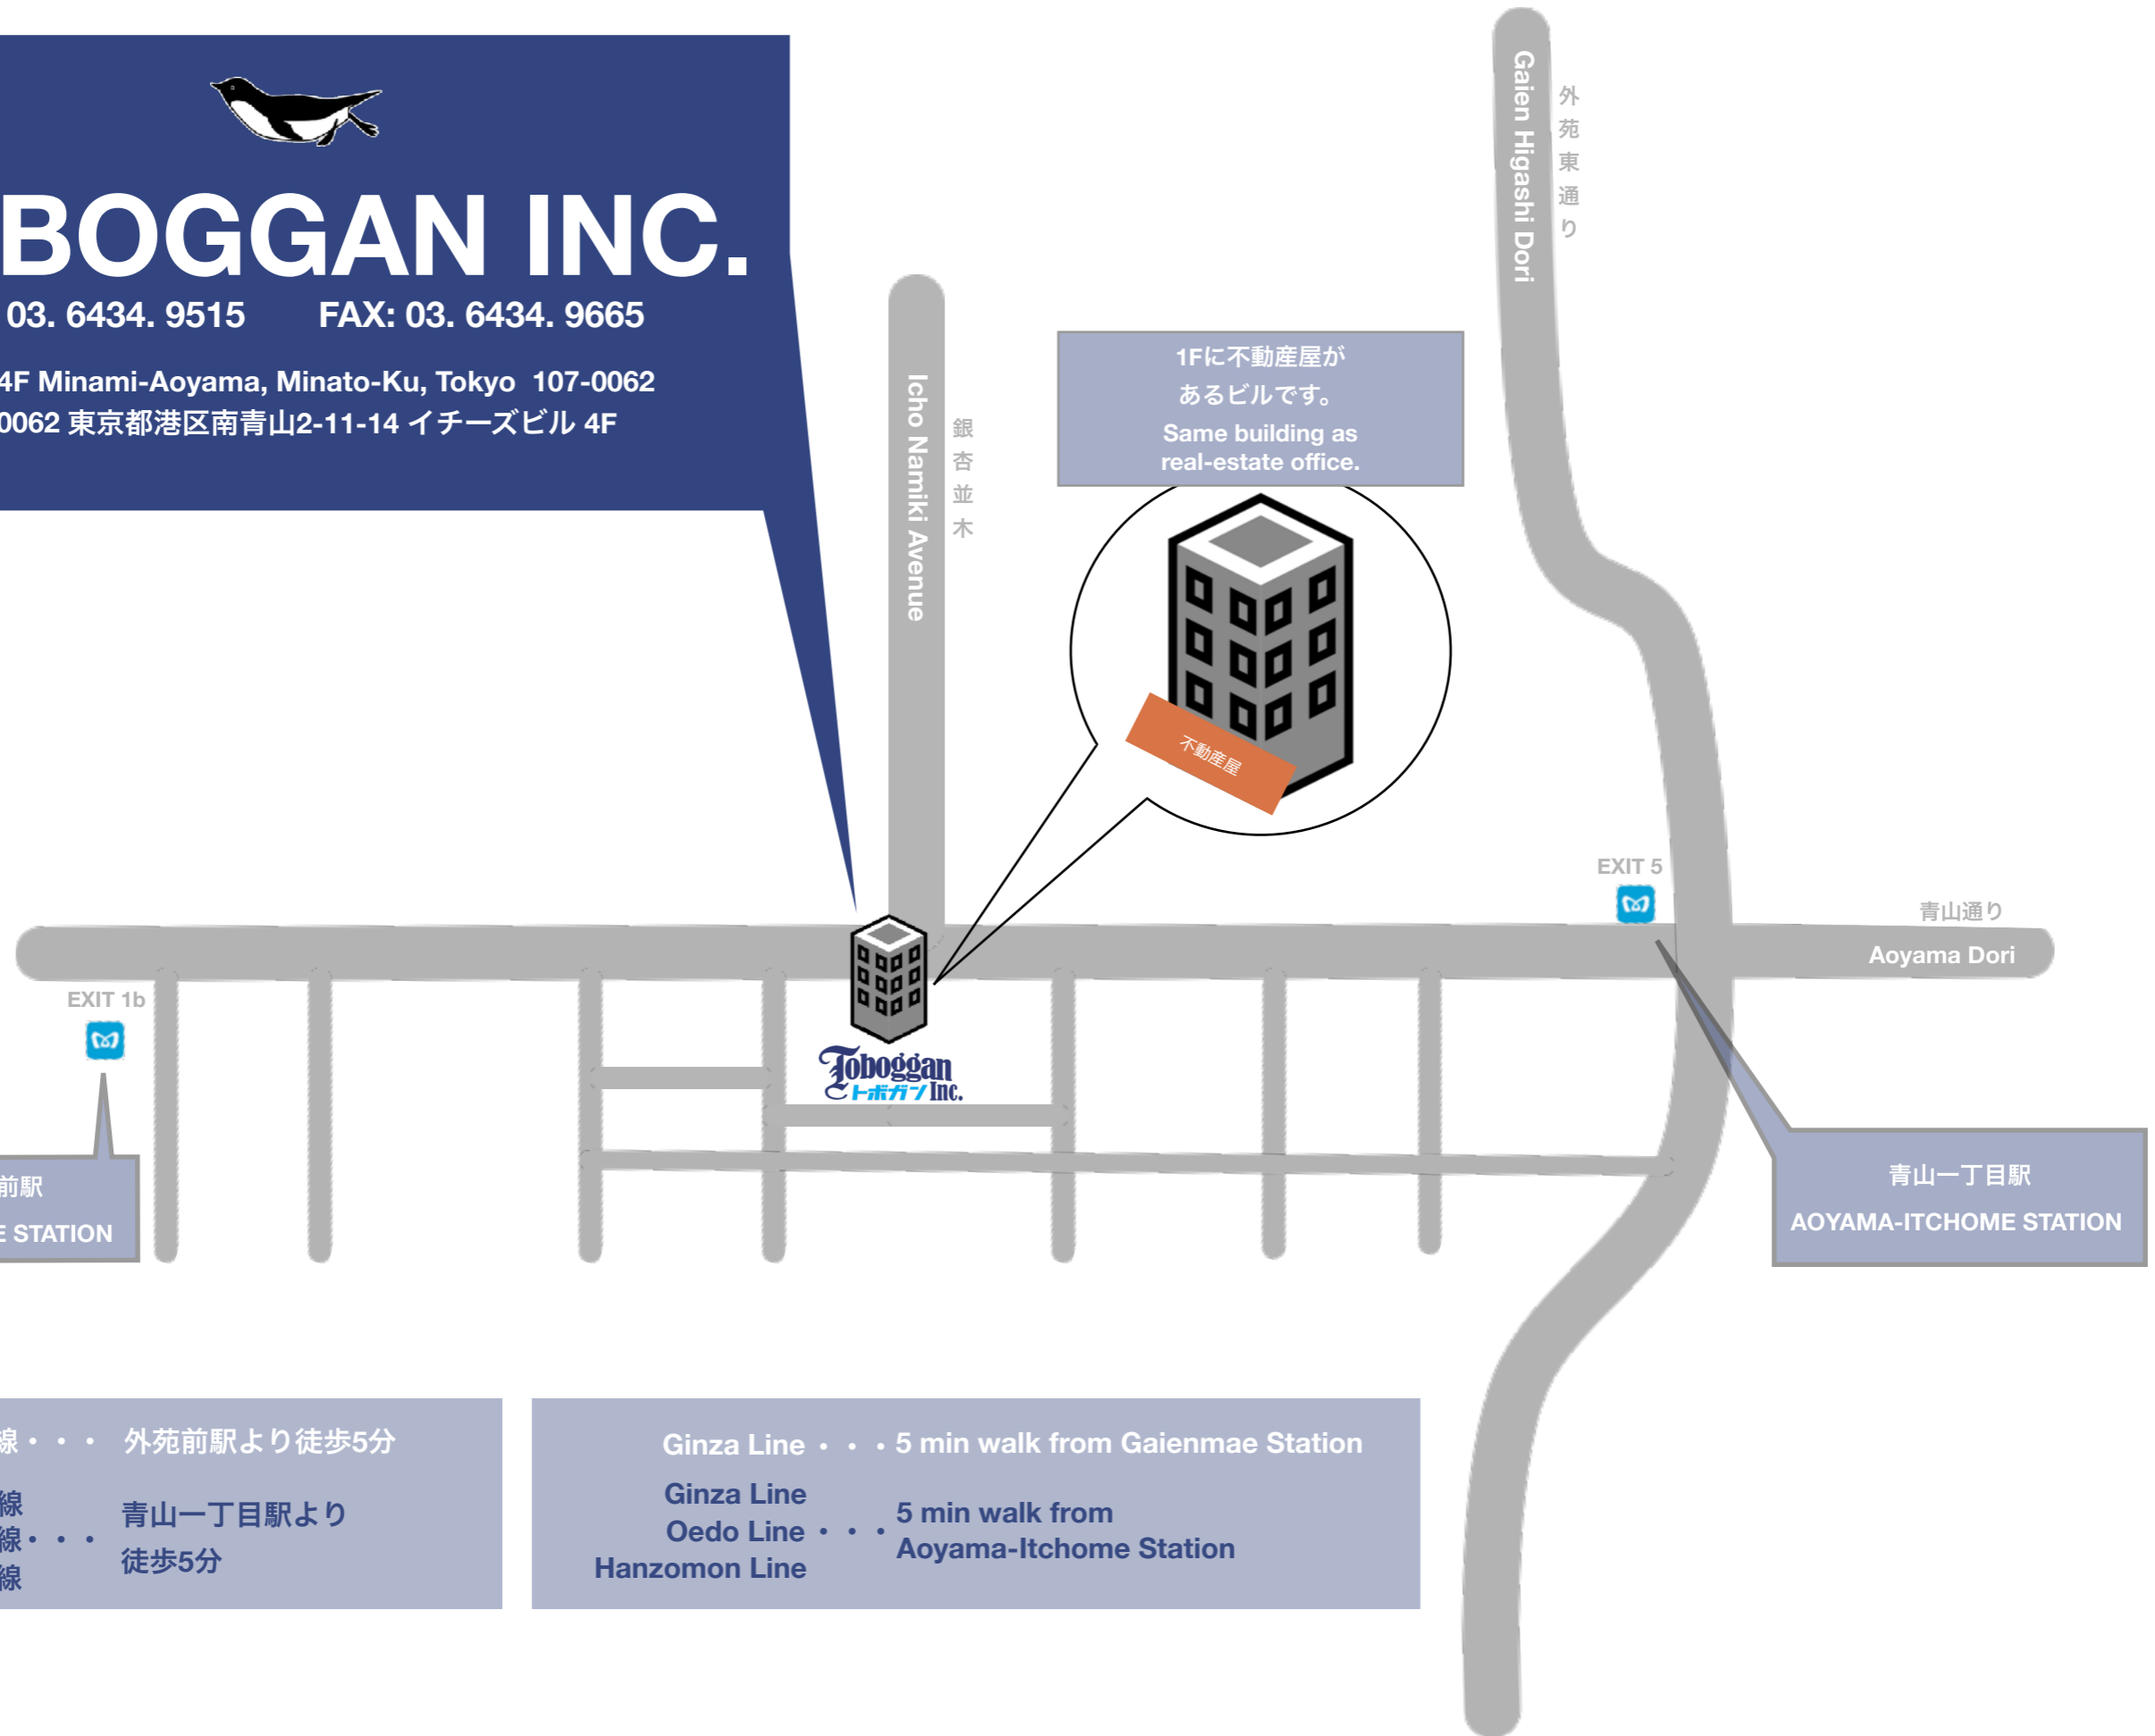 BOGGAN INC.
03. 6434. 9515 FAX: 03. 6434. 9665
4F Minami-Aoyama, Minato-Ku, Tokyo 107-0062
0062 東京都港区南青山2-11-14 イチーズビル 4F
Gaien Higashi Dori
外苑東通り
Icho Namiki Avenue
銀杏並木
1Fに不動産屋が
あるビルです。
Same building as
real-estate office.
不動産屋
EXIT 5
青山通り
Aoyama Dori
EXIT 1b
Toboggan
トボガン Inc.
前駅
E STATION
青山一丁目駅
AOYAMA-ITCHOME STATION
線・・・ 外苑前駅より徒歩5分
線
線・・・ 青山一丁目駅より
線 徒歩5分
Ginza Line ・・・ 5 min walk from Gaienmae Station
Ginza Line
Oedo Line ・・・ 5 min walk from
Hanzomon Line Aoyama-Itchome Station